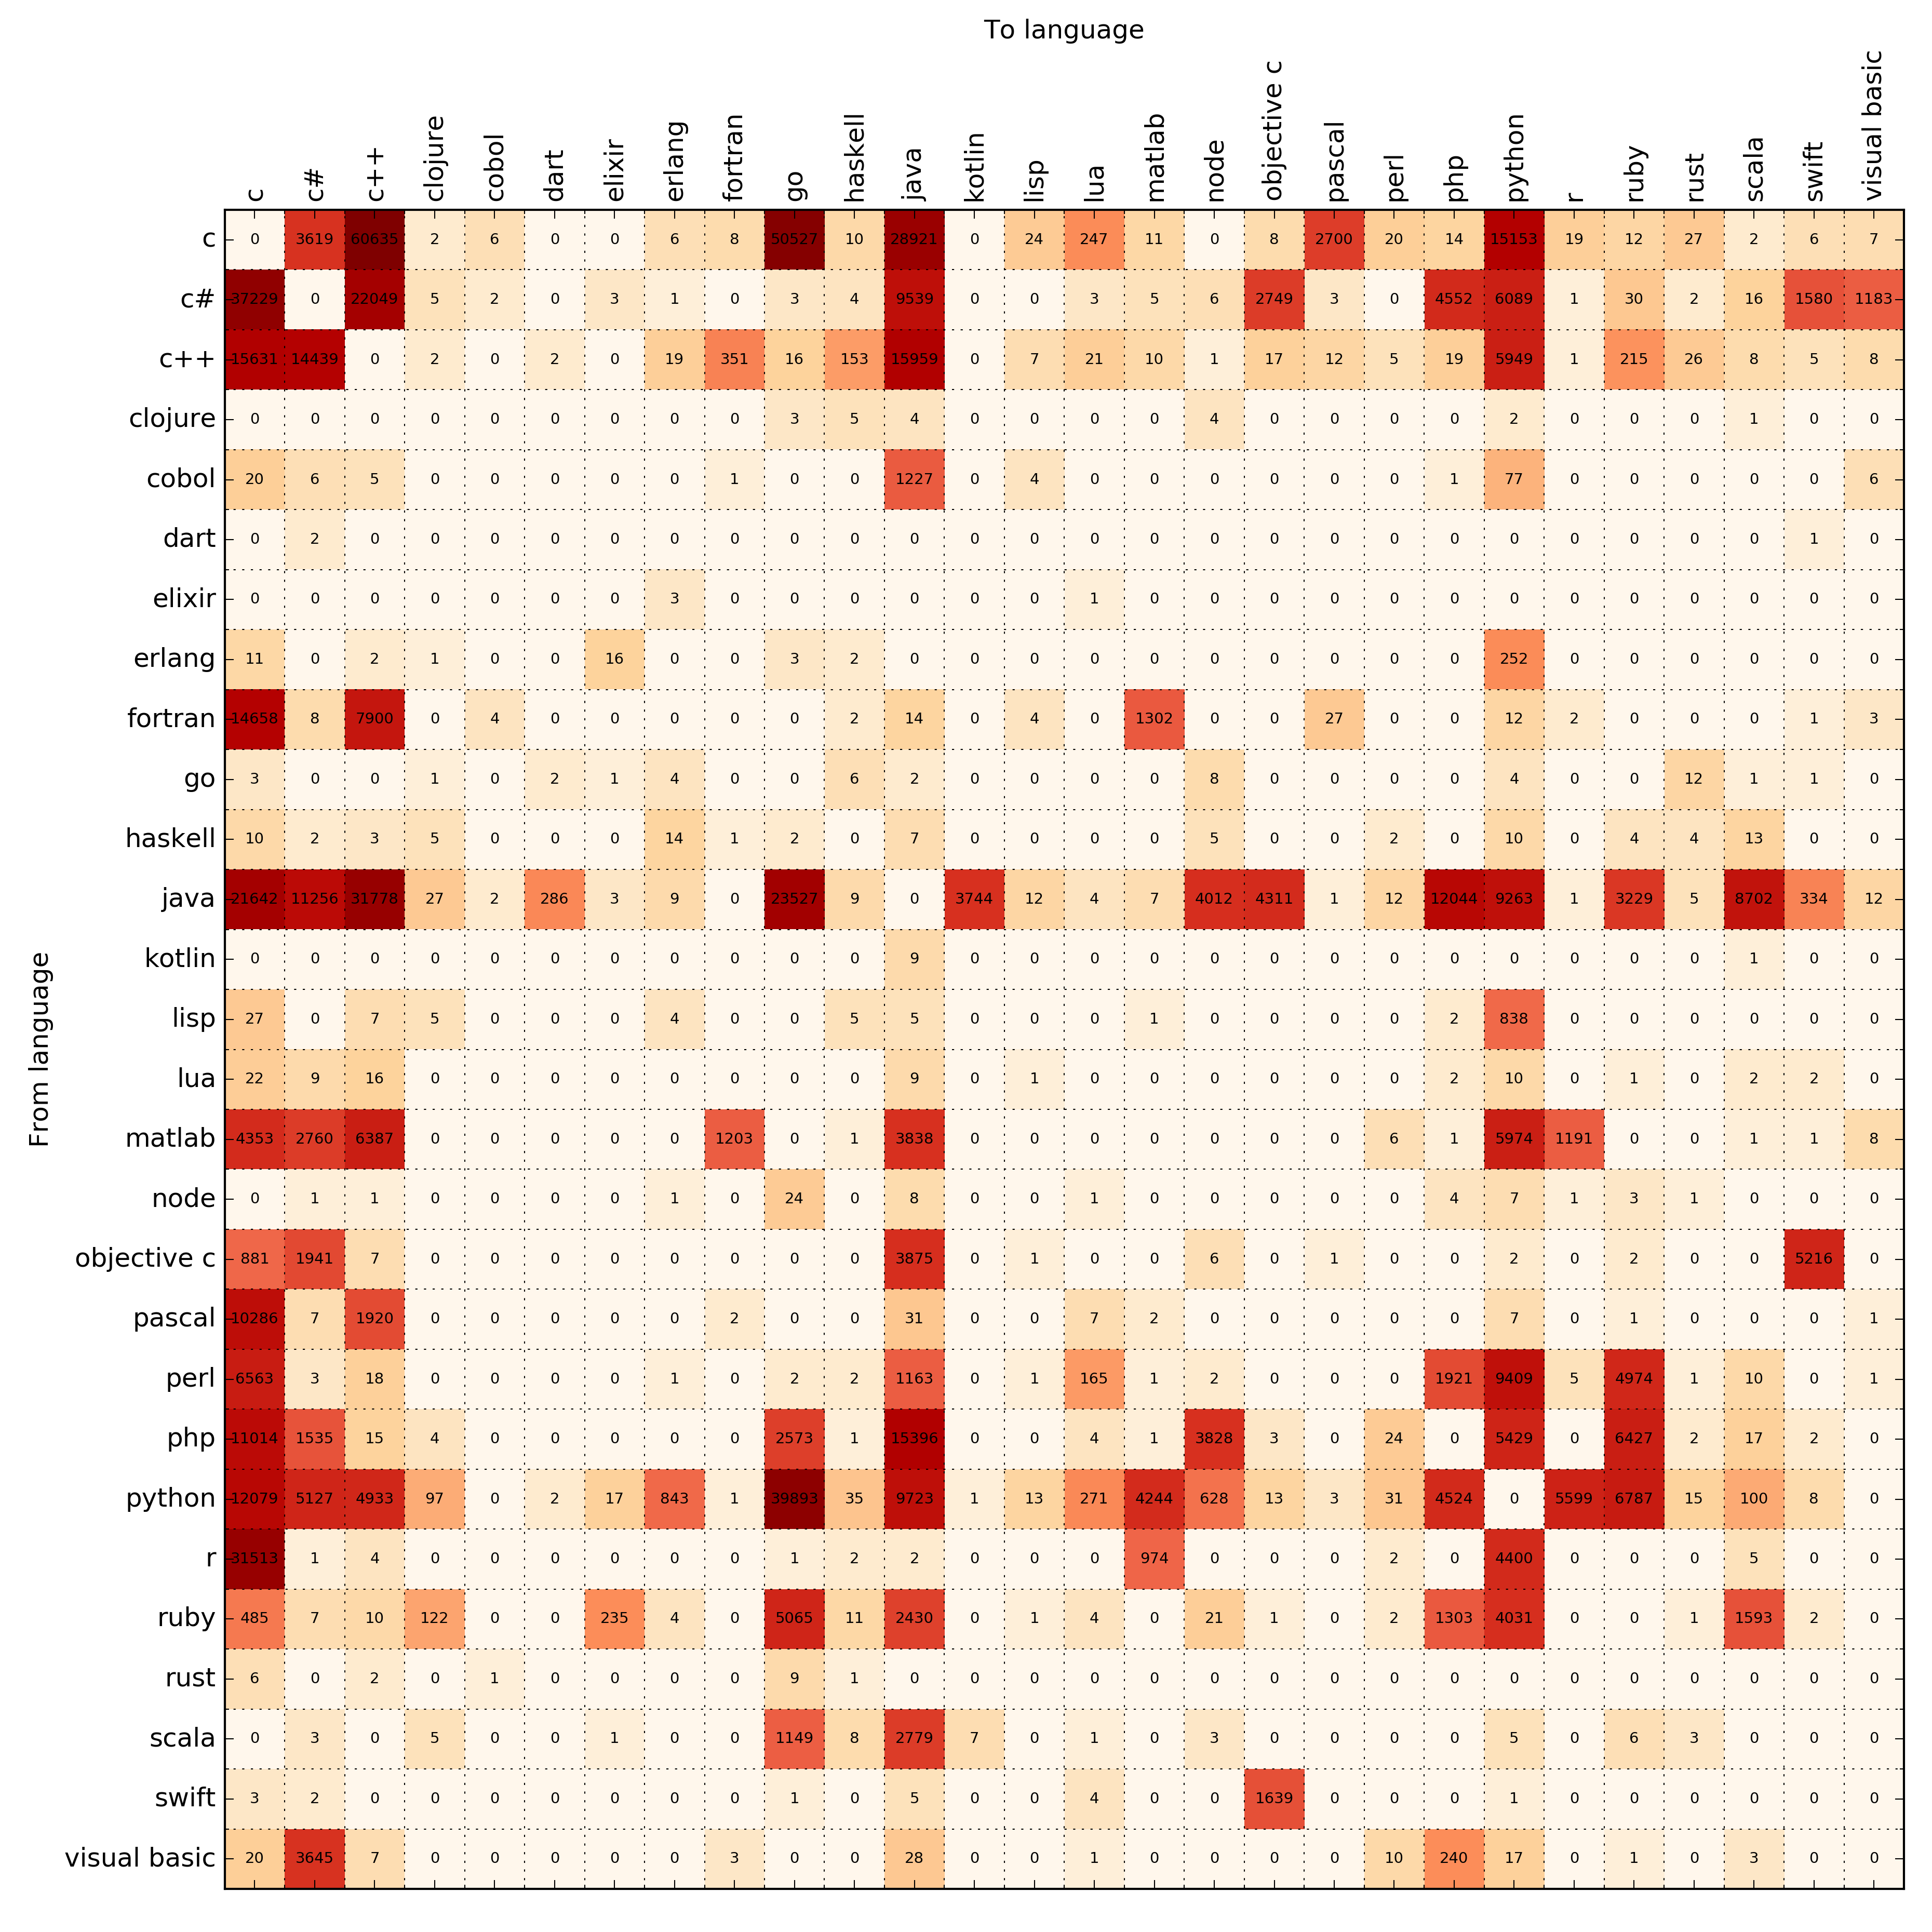 To language
c c# c++ clojure cobol dart elixir erlang fortran go haskell java kotlin lisp lua matlab node objective c pascal perl php python r ruby rust scala swift visual basic
c 0 3619 60635 2 6 0 0 6 8 50527 10 28921 0 24 247 11 0 8 2700 20 14 15153 19 12 27 2 6 7
c# 37229 0 22049 5 2 0 3 1 0 3 4 9539 0 0 3 5 6 2749 3 0 4552 6089 1 30 2 16 1580 1183
c++ 15631 14439 0 2 0 2 0 19 351 16 153 15959 0 7 21 10 1 17 12 5 19 5949 1 215 26 8 5 8
clojure 0 0 0 0 0 0 0 0 0 3 5 4 0 0 0 0 4 0 0 0 0 2 0 0 0 1 0 0
cobol 20 6 5 0 0 0 0 0 1 0 0 1227 0 4 0 0 0 0 0 0 1 77 0 0 0 0 0 6
dart 0 2 0 0 0 0 0 0 0 0 0 0 0 0 0 0 0 0 0 0 0 0 0 0 0 0 1 0
elixir 0 0 0 0 0 0 0 3 0 0 0 0 0 0 1 0 0 0 0 0 0 0 0 0 0 0 0 0
erlang 11 0 2 1 0 0 16 0 0 3 2 0 0 0 0 0 0 0 0 0 0 252 0 0 0 0 0 0
fortran 14658 8 7900 0 4 0 0 0 0 0 2 14 0 4 0 1302 0 0 27 0 0 12 2 0 0 0 1 3
go 3 0 0 1 0 2 1 4 0 0 6 2 0 0 0 0 8 0 0 0 0 4 0 0 12 1 1 0
haskell 10 2 3 5 0 0 0 14 1 2 0 7 0 0 0 0 5 0 0 2 0 10 0 4 4 13 0 0
java 21642 11256 31778 27 2 286 3 9 0 23527 9 0 3744 12 4 7 4012 4311 1 12 12044 9263 1 3229 5 8702 334 12
kotlin 0 0 0 0 0 0 0 0 0 0 0 9 0 0 0 0 0 0 0 0 0 0 0 0 0 1 0 0
From language
lisp 27 0 7 5 0 0 0 4 0 0 5 5 0 0 0 1 0 0 0 0 2 838 0 0 0 0 0 0
lua 22 9 16 0 0 0 0 0 0 0 0 9 0 1 0 0 0 0 0 0 2 10 0 1 0 2 2 0
matlab 4353 2760 6387 0 0 0 0 0 1203 0 1 3838 0 0 0 0 0 0 0 6 1 5974 1191 0 0 1 1 8
node 0 1 1 0 0 0 0 1 0 24 0 8 0 0 1 0 0 0 0 0 4 7 1 3 1 0 0 0
objective c 881 1941 7 0 0 0 0 0 0 0 0 3875 0 1 0 0 6 0 1 0 0 2 0 2 0 0 5216 0
pascal 10286 7 1920 0 0 0 0 0 2 0 0 31 0 0 7 2 0 0 0 0 0 7 0 1 0 0 0 1
perl 6563 3 18 0 0 0 0 1 0 2 2 1163 0 1 165 1 2 0 0 0 1921 9409 5 4974 1 10 0 1
php 11014 1535 15 4 0 0 0 0 0 2573 1 15396 0 0 4 1 3828 3 0 24 0 5429 0 6427 2 17 2 0
python 12079 5127 4933 97 0 2 17 843 1 39893 35 9723 1 13 271 4244 628 13 3 31 4524 0 5599 6787 15 100 8 0
r 31513 1 4 0 0 0 0 0 0 1 2 2 0 0 0 974 0 0 0 2 0 4400 0 0 0 5 0 0
ruby 485 7 10 122 0 0 235 4 0 5065 11 2430 0 1 4 0 21 1 0 2 1303 4031 0 0 1 1593 2 0
rust 6 0 2 0 1 0 0 0 0 9 1 0 0 0 0 0 0 0 0 0 0 0 0 0 0 0 0 0
scala 0 3 0 5 0 0 1 0 0 1149 8 2779 7 0 1 0 3 0 0 0 0 5 0 6 3 0 0 0
swift 3 2 0 0 0 0 0 0 0 1 0 5 0 0 4 0 0 1639 0 0 0 1 0 0 0 0 0 0
visual basic 20 3645 7 0 0 0 0 0 3 0 0 28 0 0 1 0 0 0 0 10 240 17 0 1 0 3 0 0